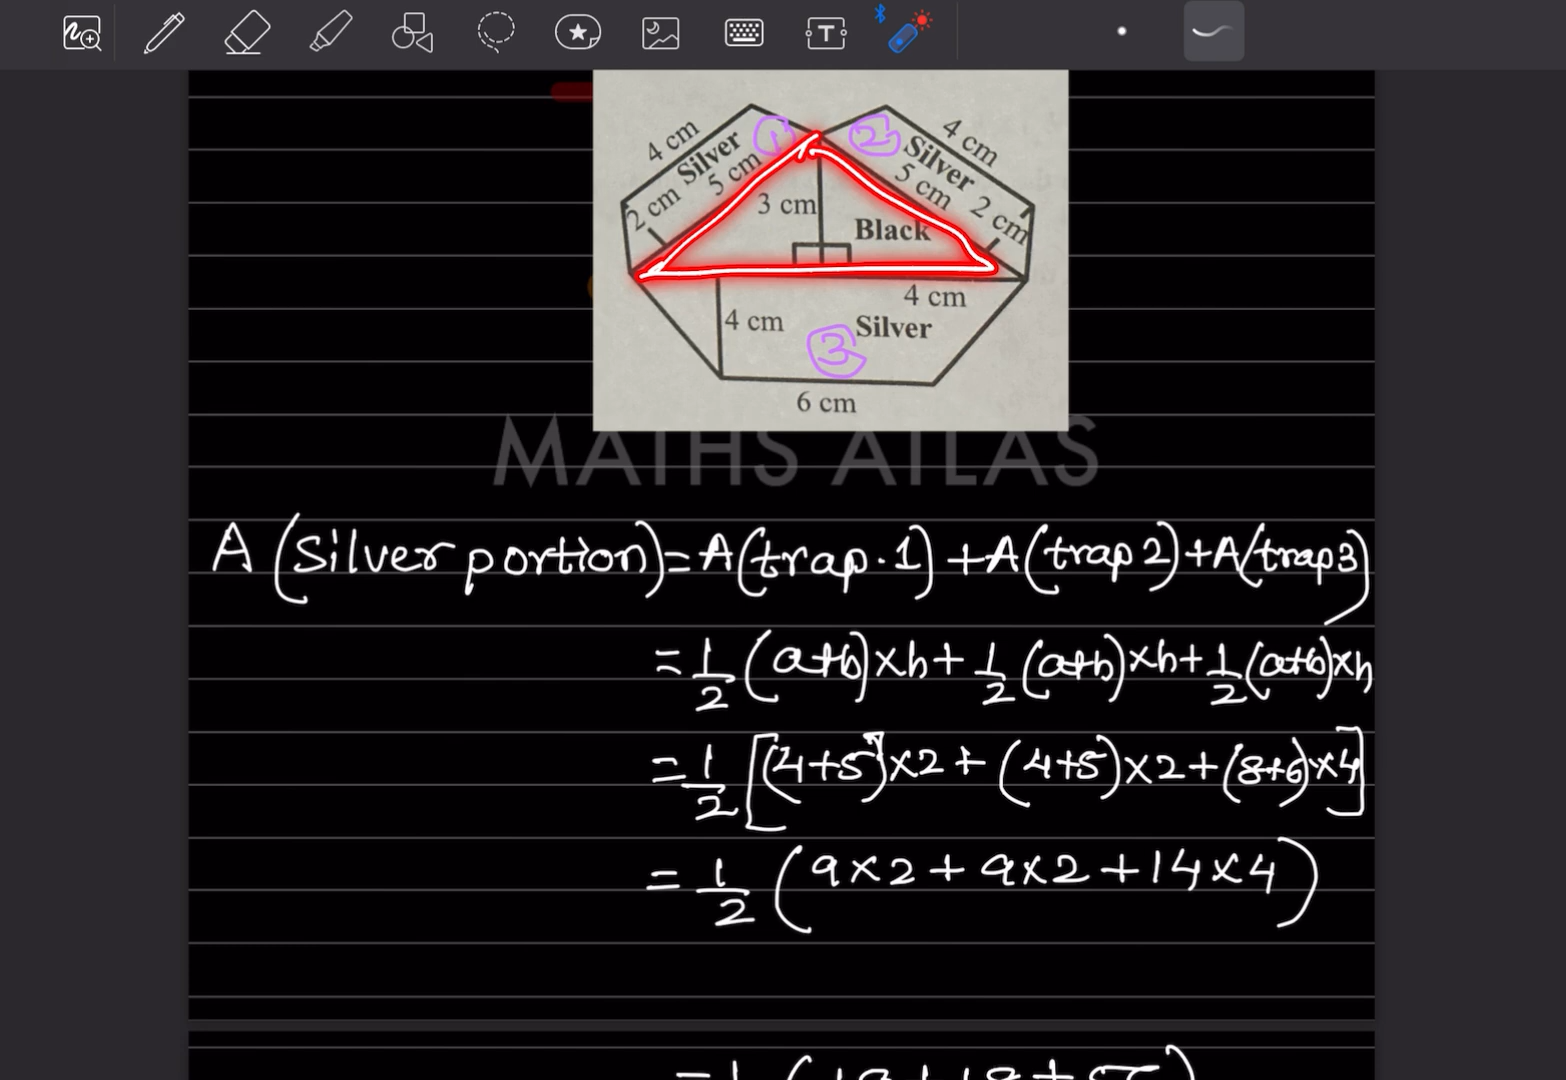 4 cm
Silver
5 cm
2 cm
1
2
4 cm
Silver
5 cm
2 cm
3 cm
Black
4 cm
4 cm
Silver
3
6 cm
MATHS ATLAS
A (Silver portion) = A(trap. 1) + A(trap 2) + A(trap 3)
= 1/2 (a+b) × h + 1/2 (a+b) × h + 1/2 (a+b) × h
= 1/2 [(4+5) × 2 + (4+5) × 2 + (8+6) × 4]
= 1/2 (9 × 2 + 9 × 2 + 14 × 4)